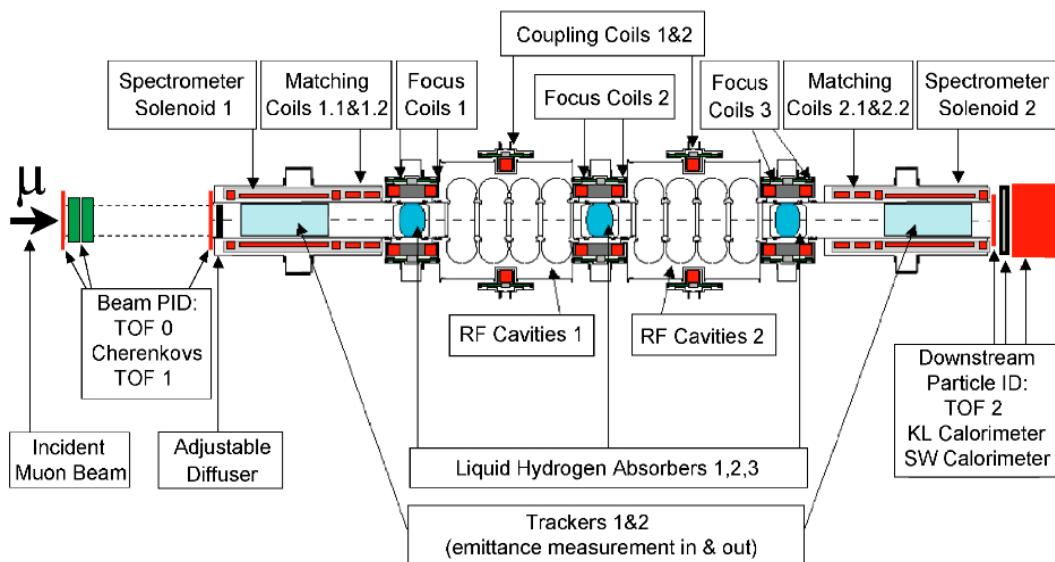 Coupling Coils 1&2
Spectrometer
Solenoid 1
Matching
Coils 1.1&1.2
Focus
Coils 1
Focus Coils 2
Focus
Coils 3
Matching
Coils 2.1&2.2
Spectrometer
Solenoid 2
μ
Beam PID:
TOF 0
Cherenkovs
TOF 1
RF Cavities 1
RF Cavities 2
Downstream
Particle ID:
TOF 2
KL Calorimeter
SW Calorimeter
Incident
Muon Beam
Adjustable
Diffuser
Liquid Hydrogen Absorbers 1,2,3
Trackers 1&2
(emittance measurement in & out)